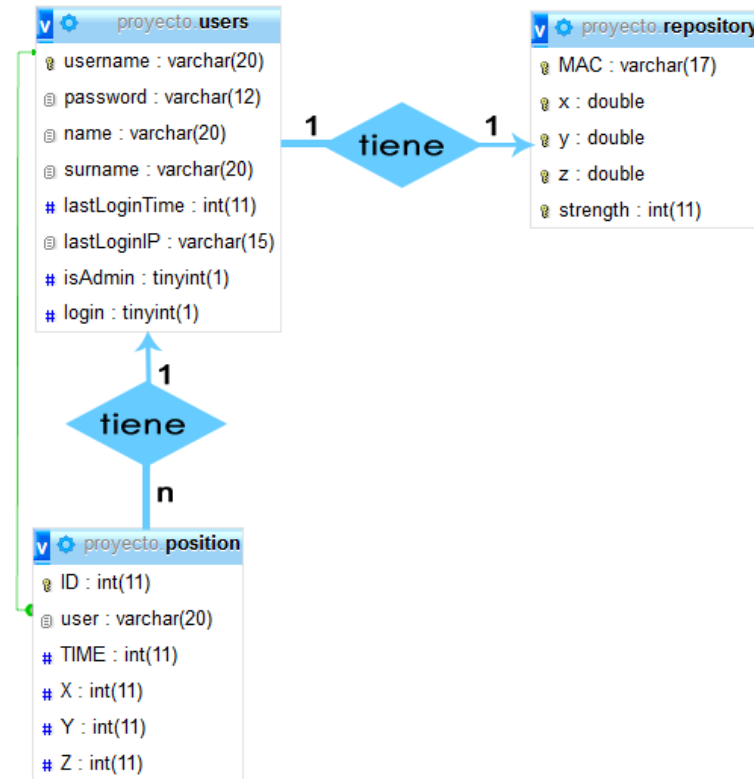 v proyecto.users
username : varchar(20)
password : varchar(12)
name : varchar(20)
surname : varchar(20)
# lastLoginTime : int(11)
lastLoginIP : varchar(15)
# isAdmin : tinyint(1)
# login : tinyint(1)
1 tiene 1
v proyecto.repository
MAC : varchar(17)
x : double
y : double
z : double
strength : int(11)
1
tiene
n
v proyecto.position
ID : int(11)
user : varchar(20)
# TIME : int(11)
# X : int(11)
# Y : int(11)
# Z : int(11)